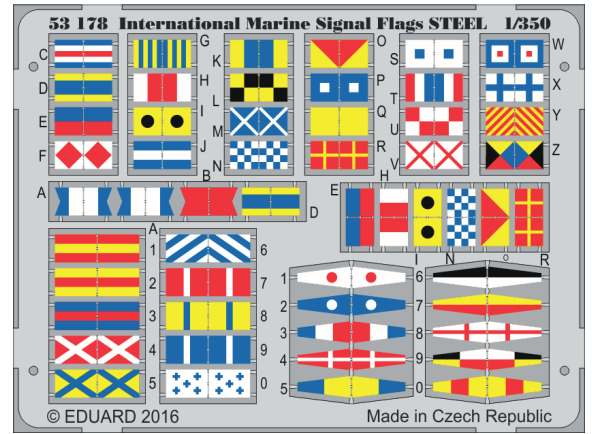 53 178 International Marine Signal Flags STEEL 1/350
C G K O S W
D H L P T X
E I M Q U Y
F J N R V Z
A B D
E H I N O R
A
1 6
2 7
3 8
4 9
5 0
1 6
2 7
3 8
4 9
5 0
© EDUARD 2016 Made in Czech Republic